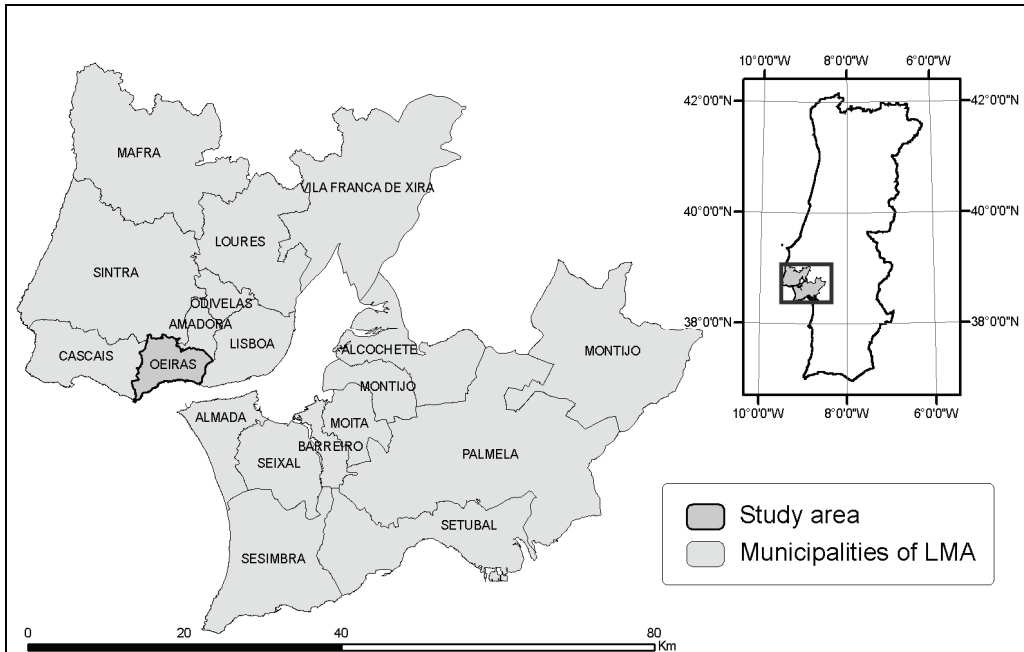 10°0'0"W 8°0'0"W 6°0'0"W
42°0'0"N 42°0'0"N
40°0'0"N 40°0'0"N
38°0'0"N 38°0'0"N
10°0'0"W 8°0'0"W 6°0'0"W
MAFRA
VILA FRANCA DE XIRA
LOURES
SINTRA
ODIVELAS
AMADORA
LISBOA
CASCAIS
OEIRAS
ALCOCHETE
MONTIJO
MONTIJO
ALMADA
MOITA
BARREIRO
SEIXAL
PALMELA
SETUBAL
SESIMBRA
Study area
Municipalities of LMA
0 20 40 80
Km